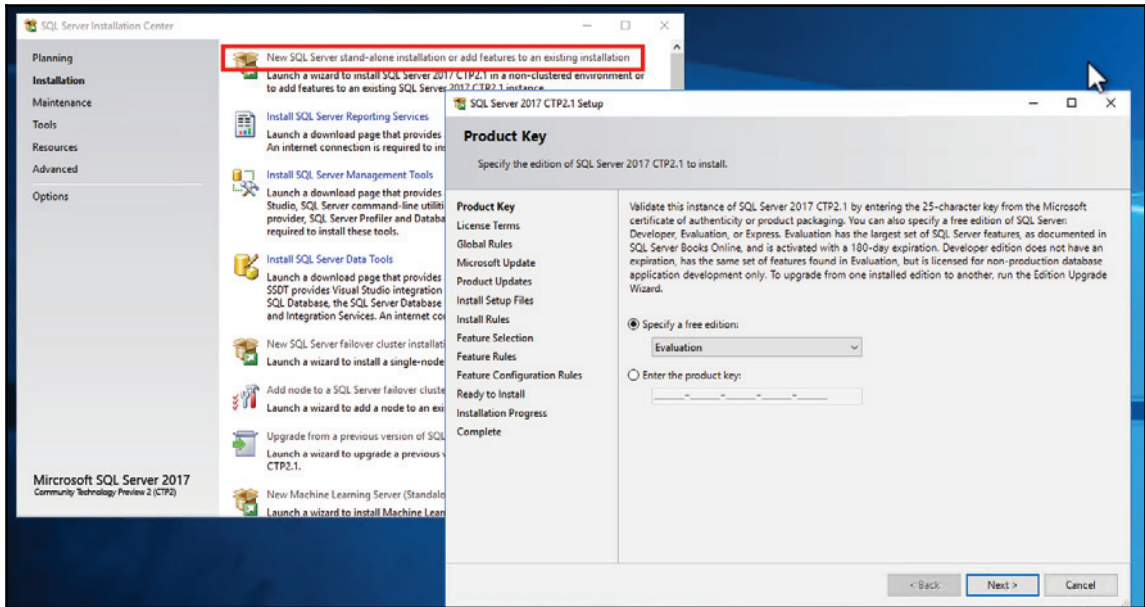 SQL Server Installation Center
Planning
Installation
Maintenance
Tools
Resources
Advanced
Options
Mircrosoft SQL Server 2017
Community Technology Preview 2 (CTP2)
New SQL Server stand-alone installation or add features to an existing installation
Launch a wizard to install SQL Server 2017 CTP2.1 in a non-clustered environment or
to add features to an existing SQL Server 2017 CTP2.1 instance.
Install SQL Server Reporting Services
Launch a download page that provides
An internet connection is required to in
Install SQL Server Management Tools
Launch a download page that provides
Studio, SQL Server command-line utiliti
provider, SQL Server Profiler and Databa
required to install these tools.
Install SQL Server Data Tools
Launch a download page that provides
SSDT provides Visual Studio integration
SQL Database, the SQL Server Database
and Integration Services. An internet co
New SQL Server failover cluster installati
Launch a wizard to install a single-node
Add node to a SQL Server failover cluste
Launch a wizard to add a node to an exi
Upgrade from a previous version of SQL
Launch a wizard to upgrade a previous v
CTP2.1.
New Machine Learning Server (Standalo
Launch a wizard to install Machine Lear
SQL Server 2017 CTP2.1 Setup
Product Key
Specify the edition of SQL Server 2017 CTP2.1 to install.
Product Key
License Terms
Global Rules
Microsoft Update
Product Updates
Install Setup Files
Install Rules
Feature Selection
Feature Rules
Feature Configuration Rules
Ready to Install
Installation Progress
Complete
Validate this instance of SQL Server 2017 CTP2.1 by entering the 25-character key from the Microsoft
certificate of authenticity or product packaging. You can also specify a free edition of SQL Server:
Developer, Evaluation, or Express. Evaluation has the largest set of SQL Server features, as documented in
SQL Server Books Online, and is activated with a 180-day expiration. Developer edition does not have an
expiration, has the same set of features found in Evaluation, but is licensed for non-production database
application development only. To upgrade from one installed edition to another, run the Edition Upgrade
Wizard.
Specify a free edition:
Evaluation
Enter the product key:
_____-_____-_____-_____-_____
< Back
Next >
Cancel